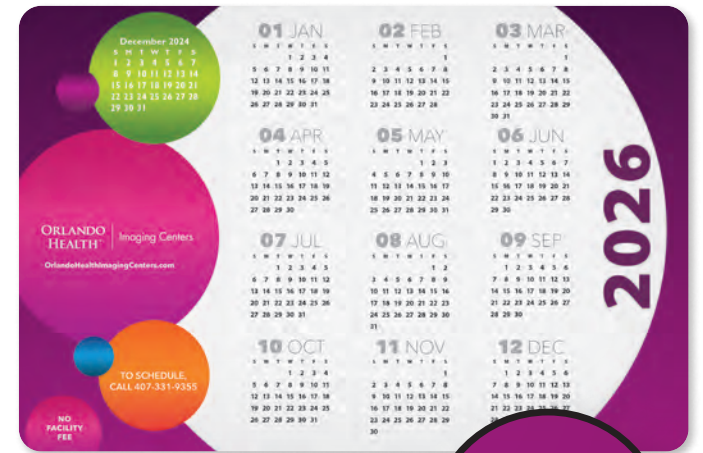 December 2024
S M T W T F S
1 2 3 4 5 6 7
8 9 10 11 12 13 14
15 16 17 18 19 20 21
22 23 24 25 26 27 28
29 30 31
ORLANDO
HEALTH
Imaging Centers
OrlandoHealthImagingCenters.com
TO SCHEDULE,
CALL 407-331-9355
NO
FACILITY
FEE
01 JAN
S M T W T F S
1 2 3 4
5 6 7 8 9 10 11
12 13 14 15 16 17 18
19 20 21 22 23 24 25
26 27 28 29 30 31
02 FEB
S M T W T F S
1
2 3 4 5 6 7 8
9 10 11 12 13 14 15
16 17 18 19 20 21 22
23 24 25 26 27 28
03 MAR
S M T W T F S
1
2 3 4 5 6 7 8
9 10 11 12 13 14 15
16 17 18 19 20 21 22
23 24 25 26 27 28 29
30 31
04 APR
S M T W T F S
1 2 3 4 5
6 7 8 9 10 11 12
13 14 15 16 17 18 19
20 21 22 23 24 25 26
27 28 29 30
05 MAY
S M T W T F S
1 2 3
4 5 6 7 8 9 10
11 12 13 14 15 16 17
18 19 20 21 22 23 24
25 26 27 28 29 30 31
06 JUN
S M T W T F S
1 2 3 4 5 6 7
8 9 10 11 12 13 14
15 16 17 18 19 20 21
22 23 24 25 26 27 28
29 30
07 JUL
S M T W T F S
1 2 3 4 5
6 7 8 9 10 11 12
13 14 15 16 17 18 19
20 21 22 23 24 25 26
27 28 29 30 31
08 AUG
S M T W T F S
1 2
3 4 5 6 7 8 9
10 11 12 13 14 15 16
17 18 19 20 21 22 23
24 25 26 27 28 29 30
31
09 SEP
S M T W T F S
1 2 3 4 5 6
7 8 9 10 11 12 13
14 15 16 17 18 19 20
21 22 23 24 25 26 27
28 29 30
10 OCT
S M T W T F S
1 2 3 4
5 6 7 8 9 10 11
12 13 14 15 16 17 18
19 20 21 22 23 24 25
26 27 28 29 30 31
11 NOV
S M T W T F S
1
2 3 4 5 6 7 8
9 10 11 12 13 14 15
16 17 18 19 20 21 22
23 24 25 26 27 28 29
30
12 DEC
S M T W T F S
1 2 3 4 5 6
7 8 9 10 11 12 13
14 15 16 17 18 19 20
2026